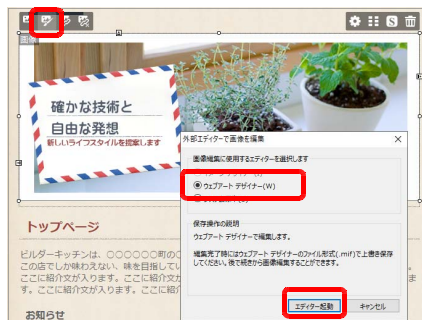 確かな技術と
自由な発想
新しいライフスタイルを提案します
外部エディターで画像を編集
画像編集に使用するエディターを選択します
ウェブアート デザイナー(W)
保存操作の説明
ウェブアート デザイナーで編集します。
編集完了時にはウェブアート デザイナーのファイル形式(.mif)で上書き保存
してください。後で続きから画像編集することができます。
エディター起動
キャンセル
トップページ
ビルダーキッチンは、〇〇〇〇〇〇町の〇
この店でしか味わえない、味を目指してい
ここに紹介文が入ります。ここに紹介
す。ここに紹介文が入ります。ここに紹
お知らせ